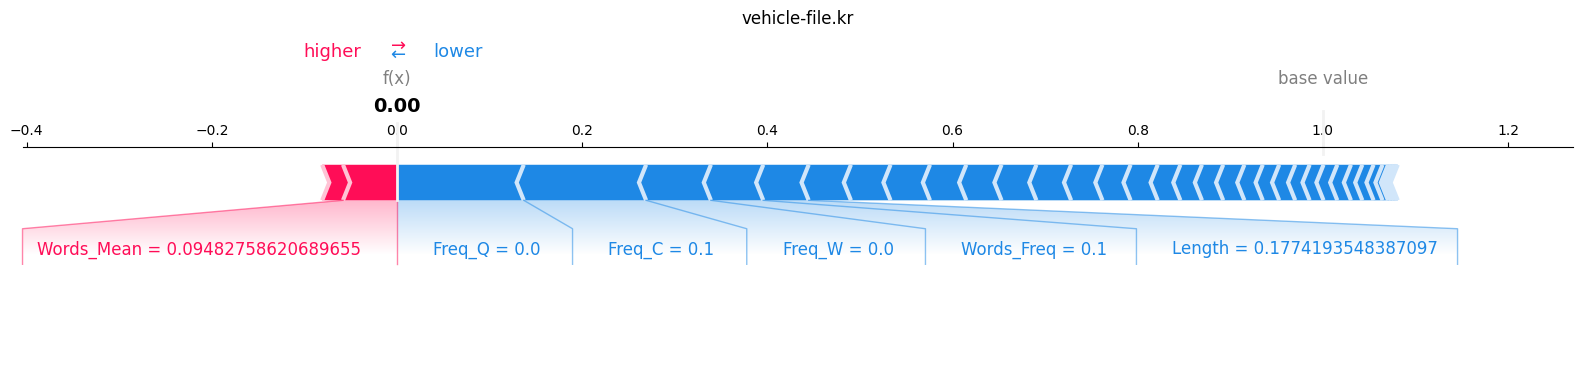 vehicle-file.kr
higher → ← lower
f(x) base value
0.00
−0.4 −0.2 0.0 0.2 0.4 0.6 0.8 1.0 1.2
Words_Mean = 0.09482758620689655 Freq_Q = 0.0 Freq_C = 0.1 Freq_W = 0.0 Words_Freq = 0.1 Length = 0.1774193548387097